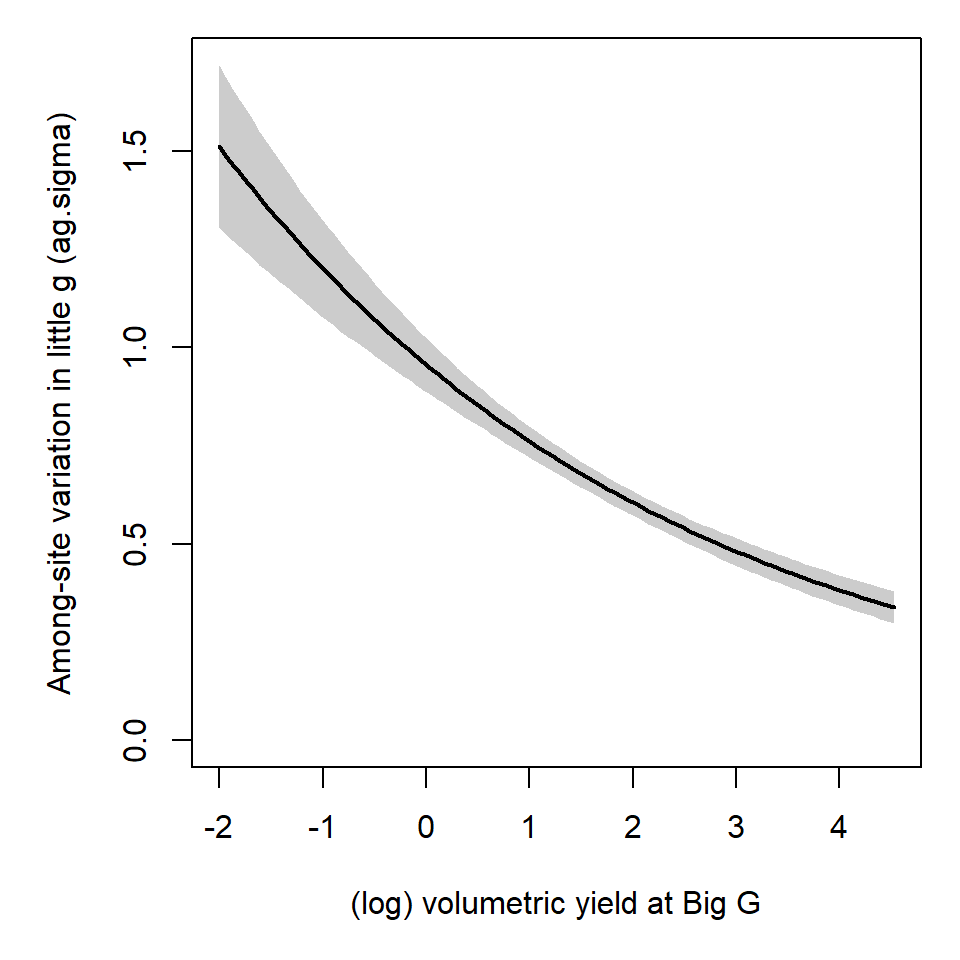 Among-site variation in little g (ag.sigma)
1.5
1.0
0.5
0.0
-2 -1 0 1 2 3 4
(log) volumetric yield at Big G